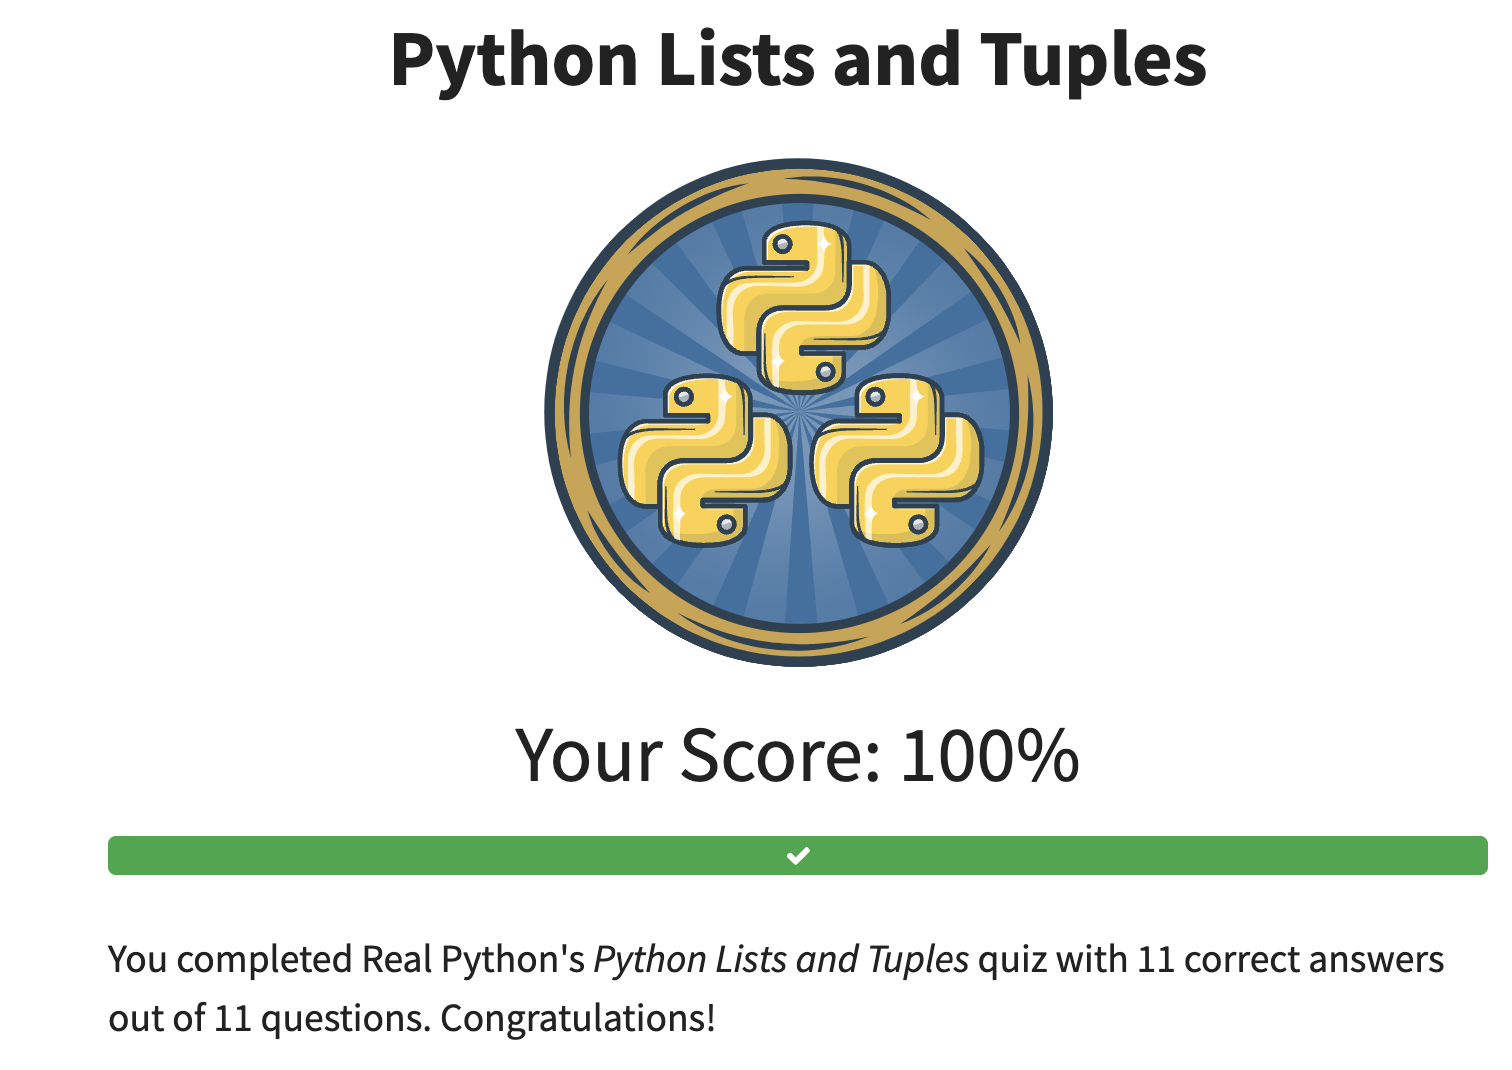 Python Lists and Tuples
Your Score: 100%
You completed Real Python's Python Lists and Tuples quiz with 11 correct answers
out of 11 questions. Congratulations!